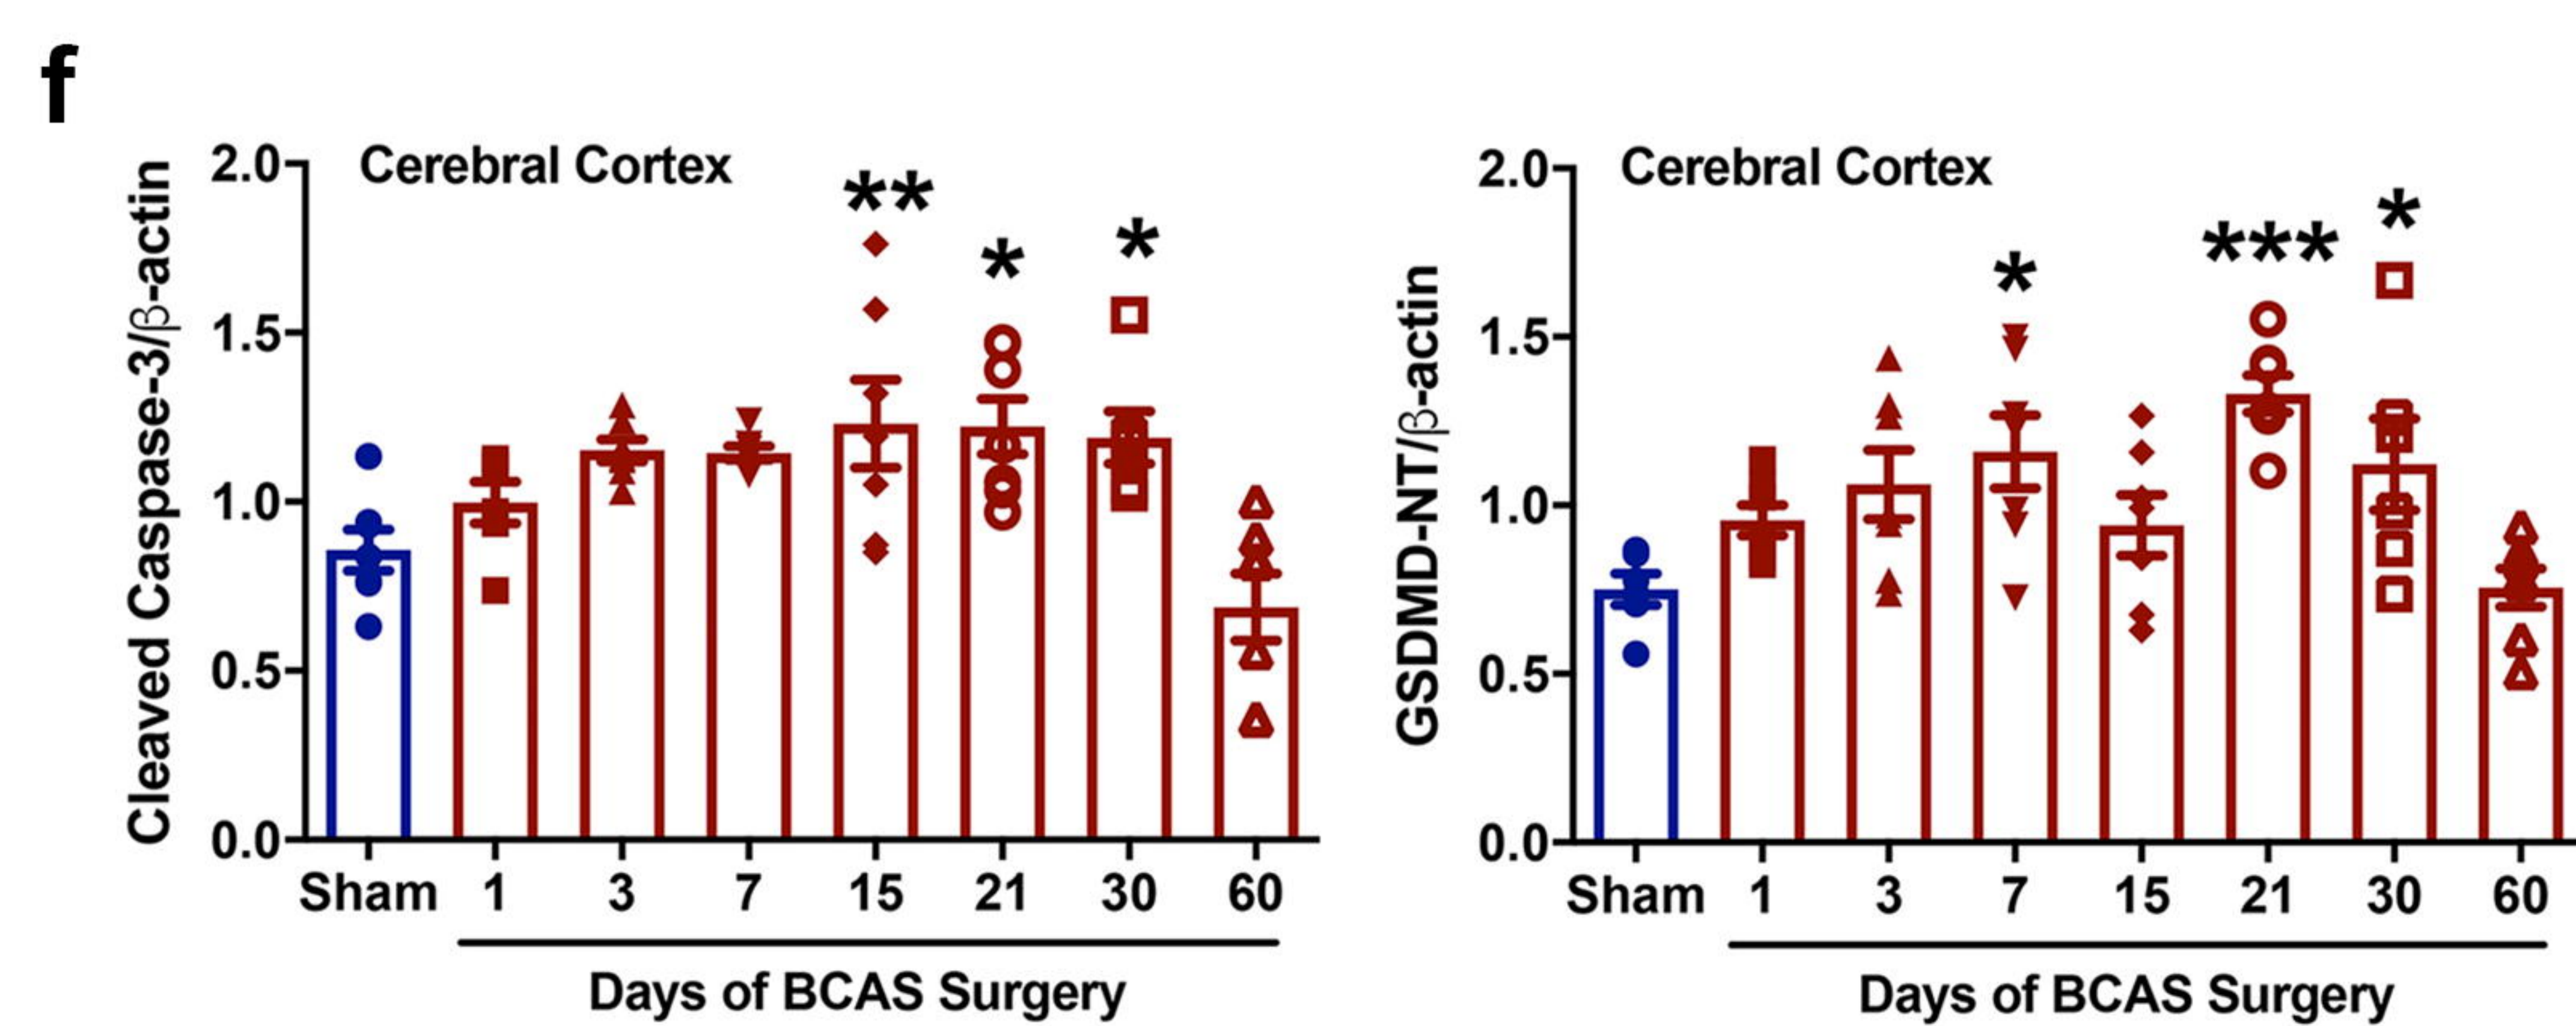 f
Cerebral Cortex
Cleaved Caspase-3/β-actin
2.0
1.5
1.0
0.5
0.0
**
*
*
Sham 1 3 7 15 21 30 60
Days of BCAS Surgery
Cerebral Cortex
GSDMD-NT/β-actin
2.0
1.5
1.0
0.5
0.0
*
***
*
Sham 1 3 7 15 21 30 60
Days of BCAS Surgery